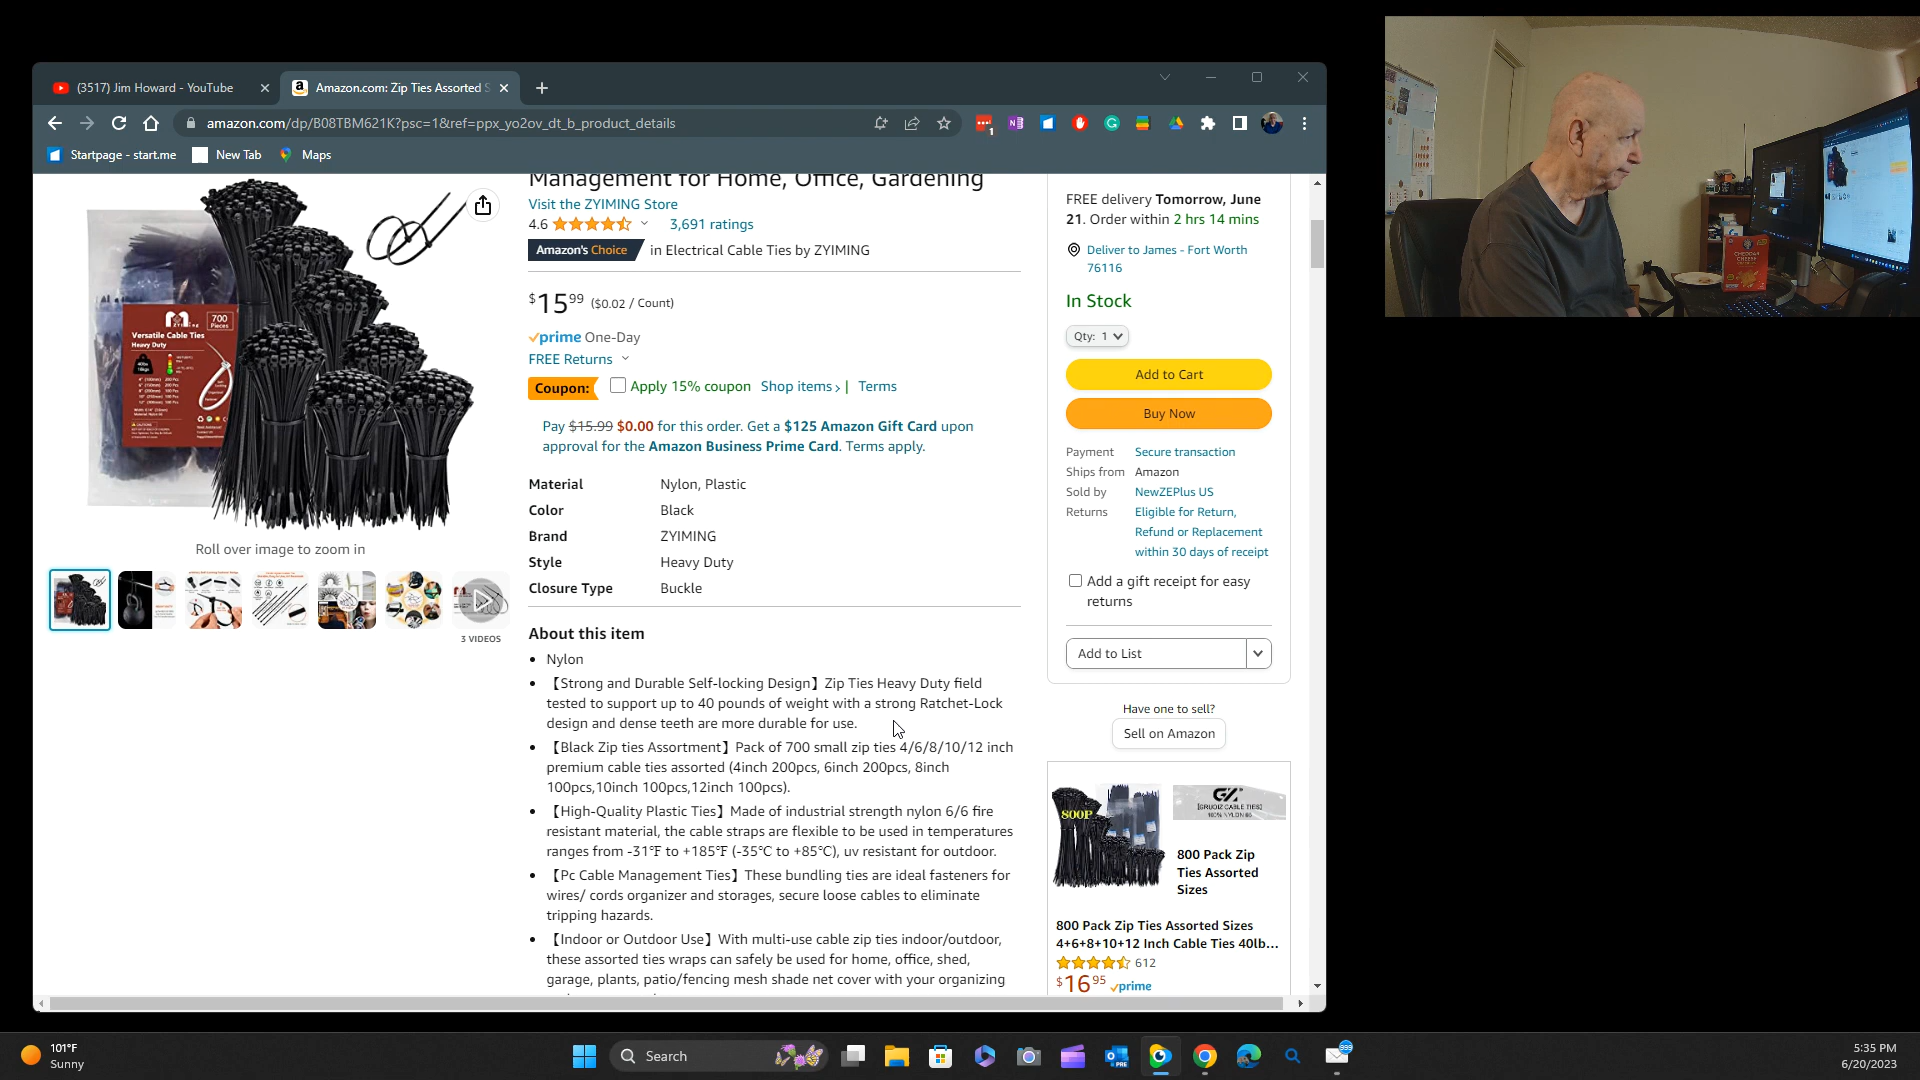 (3517) Jim Howard - YouTube
Amazon.com: Zip Ties Assorted S
amazon.com/dp/B08TBM621K?psc=1&ref=ppx_yo2ov_dt_b_product_details
Startpage - start.me
New Tab
Maps
Management for Home, Office, Gardening
Visit the ZYIMING Store
4.6
3,691 ratings
Amazon's Choice
in Electrical Cable Ties by ZYIMING
$15.99 ($0.02 / Count)
prime One-Day
FREE Returns
Coupon:
Apply 15% coupon Shop items › | Terms
Pay $15.99 $0.00 for this order. Get a $125 Amazon Gift Card upon
approval for the Amazon Business Prime Card. Terms apply.
Material Nylon, Plastic
Color Black
Brand ZYIMING
Style Heavy Duty
Closure Type Buckle
700
Pieces
Versatile Cable Ties
Heavy Duty
Roll over image to zoom in
3 VIDEOS
About this item
• Nylon
• 【Strong and Durable Self-locking Design】Zip Ties Heavy Duty field
tested to support up to 40 pounds of weight with a strong Ratchet-Lock
design and dense teeth are more durable for use.
• 【Black Zip ties Assortment】Pack of 700 small zip ties 4/6/8/10/12 inch
premium cable ties assorted (4inch 200pcs, 6inch 200pcs, 8inch
100pcs,10inch 100pcs,12inch 100pcs).
• 【High-Quality Plastic Ties】Made of industrial strength nylon 6/6 fire
resistant material, the cable straps are flexible to be used in temperatures
ranges from -31℉ to +185℉ (-35℃ to +85℃), uv resistant for outdoor.
• 【Pc Cable Management Ties】These bundling ties are ideal fasteners for
wires/ cords organizer and storages, secure loose cables to eliminate
tripping hazards.
• 【Indoor or Outdoor Use】With multi-use cable zip ties indoor/outdoor,
these assorted ties wraps can safely be used for home, office, shed,
garage, plants, patio/fencing mesh shade net cover with your organizing
FREE delivery Tomorrow, June
21. Order within 2 hrs 14 mins
Deliver to James - Fort Worth
76116
In Stock
Qty: 1
Add to Cart
Buy Now
Payment Secure transaction
Ships from Amazon
Sold by NewZEPlus US
Returns Eligible for Return,
Refund or Replacement
within 30 days of receipt
Add a gift receipt for easy
returns
Add to List
Have one to sell?
Sell on Amazon
800P
GZ
800 Pack Zip
Ties Assorted
Sizes
800 Pack Zip Ties Assorted Sizes
4+6+8+10+12 Inch Cable Ties 40lb...
612
$16.95 prime
CHEDDAR
CHEESE
101°F
Sunny
Search
PRE
999
5:35 PM
6/20/2023